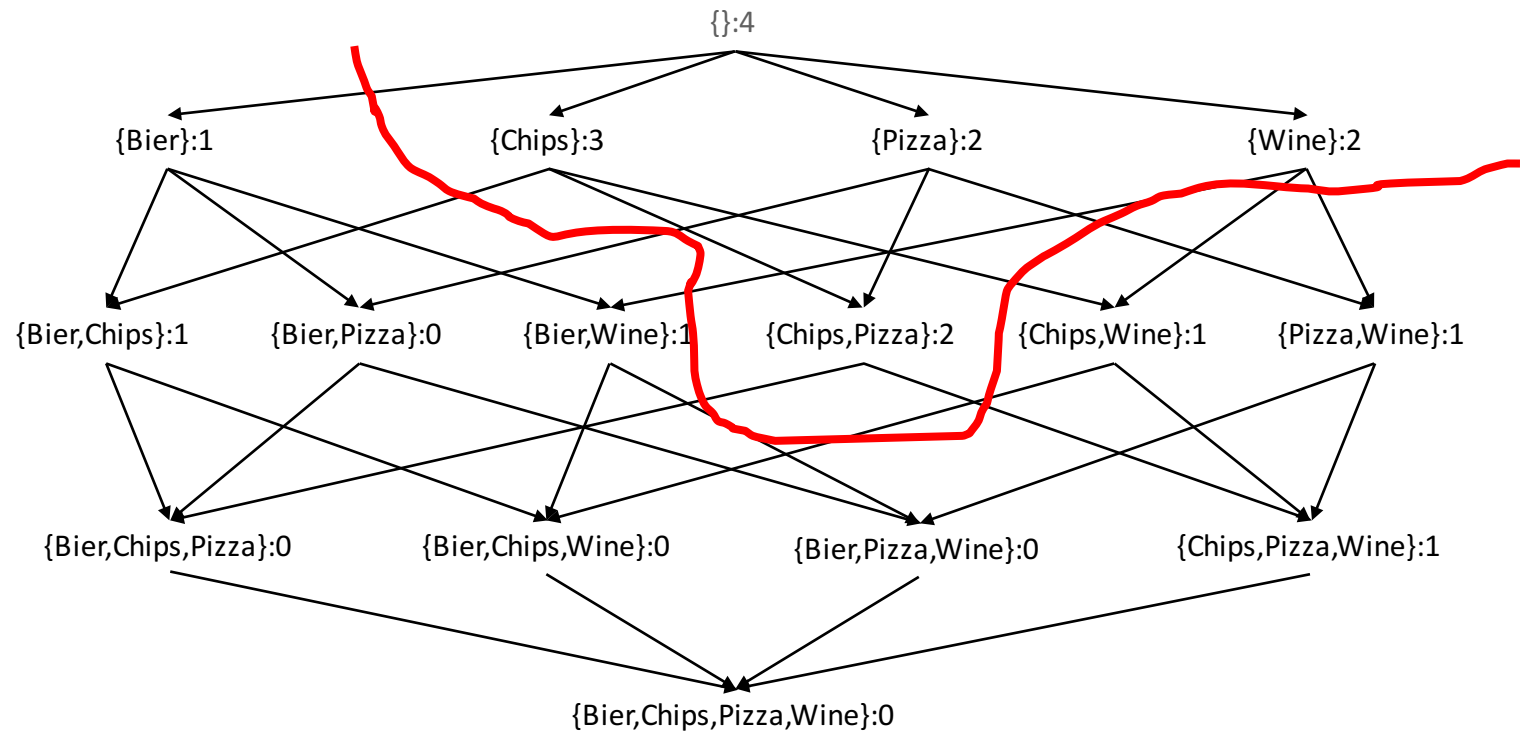 {}:4
{Bier}:1 {Chips}:3 {Pizza}:2 {Wine}:2
{Bier,Chips}:1 {Bier,Pizza}:0 {Bier,Wine}:1 {Chips,Pizza}:2 {Chips,Wine}:1 {Pizza,Wine}:1
{Bier,Chips,Pizza}:0 {Bier,Chips,Wine}:0 {Bier,Pizza,Wine}:0 {Chips,Pizza,Wine}:1
{Bier,Chips,Pizza,Wine}:0